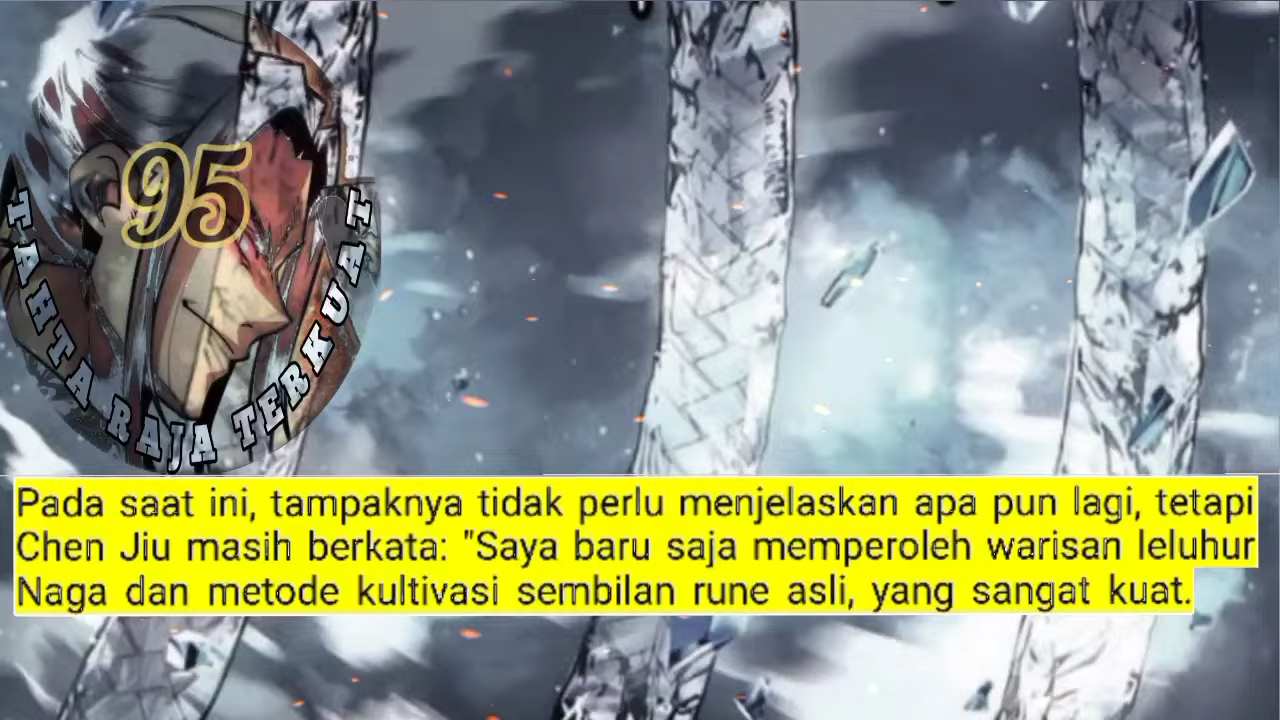 95
TAHTA RAJA TERKUAT
Pada saat ini, tampaknya tidak perlu menjelaskan apa pun lagi, tetapi
Chen Jiu masih berkata: "Saya baru saja memperoleh warisan leluhur
Naga dan metode kultivasi sembilan rune asli, yang sangat kuat.